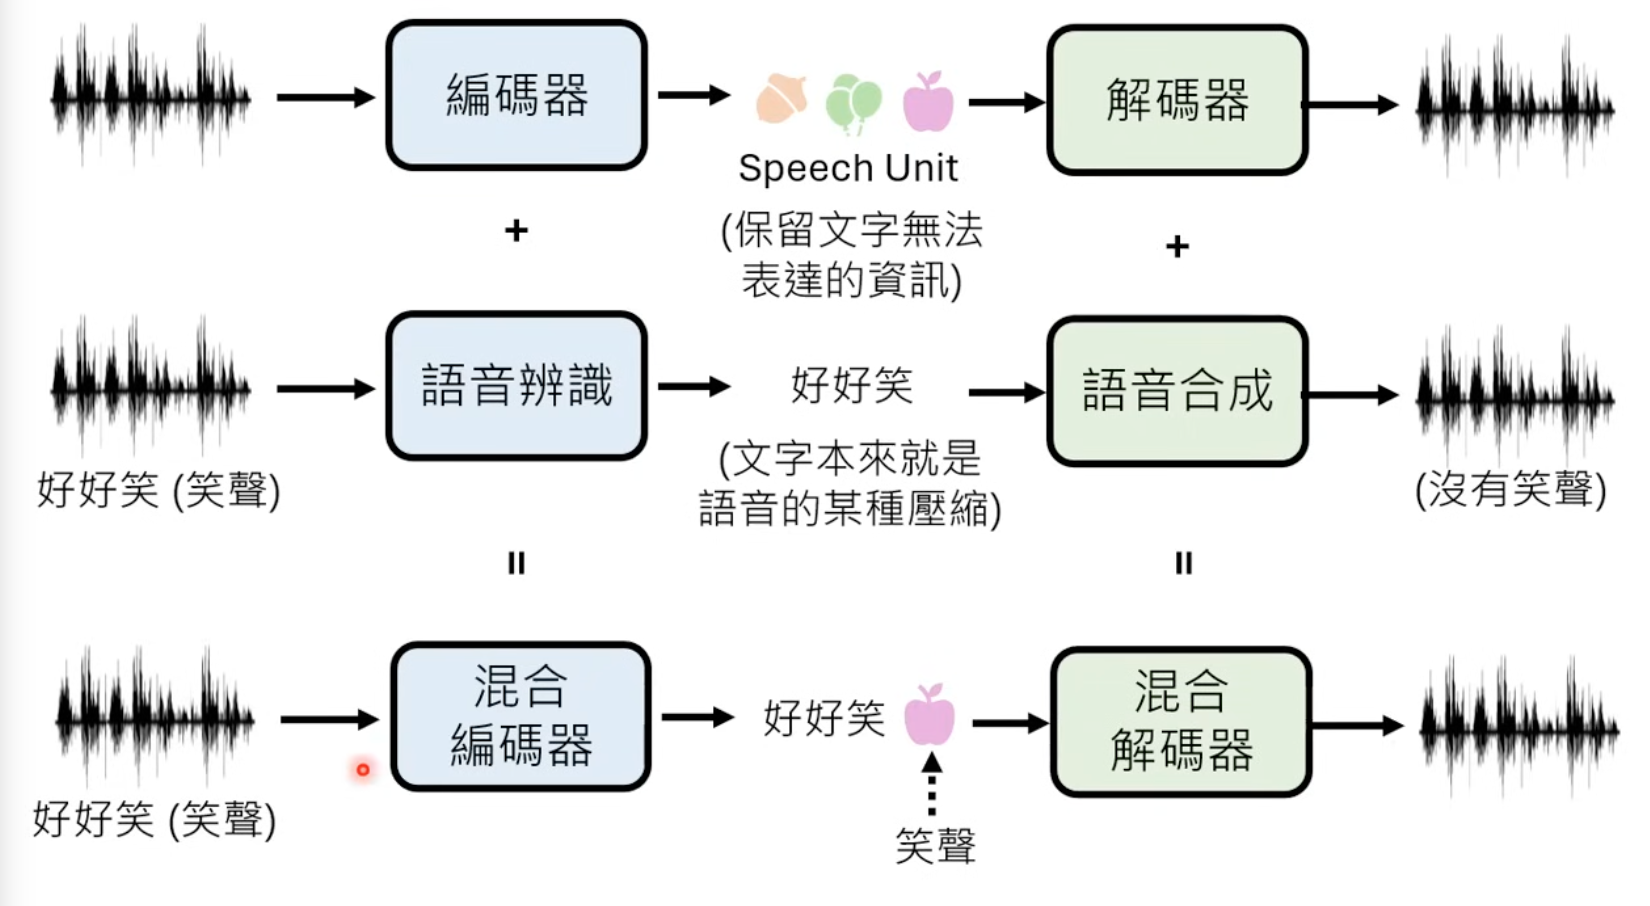 編碼器
解碼器
Speech Unit
(保留文字無法
表達的資訊)
+
+
語音辨識
好好笑
語音合成
(文字本來就是
語音的某種壓縮)
好好笑 (笑聲)
(沒有笑聲)
=
=
混合
編碼器
好好笑
混合
解碼器
好好笑 (笑聲)
笑聲